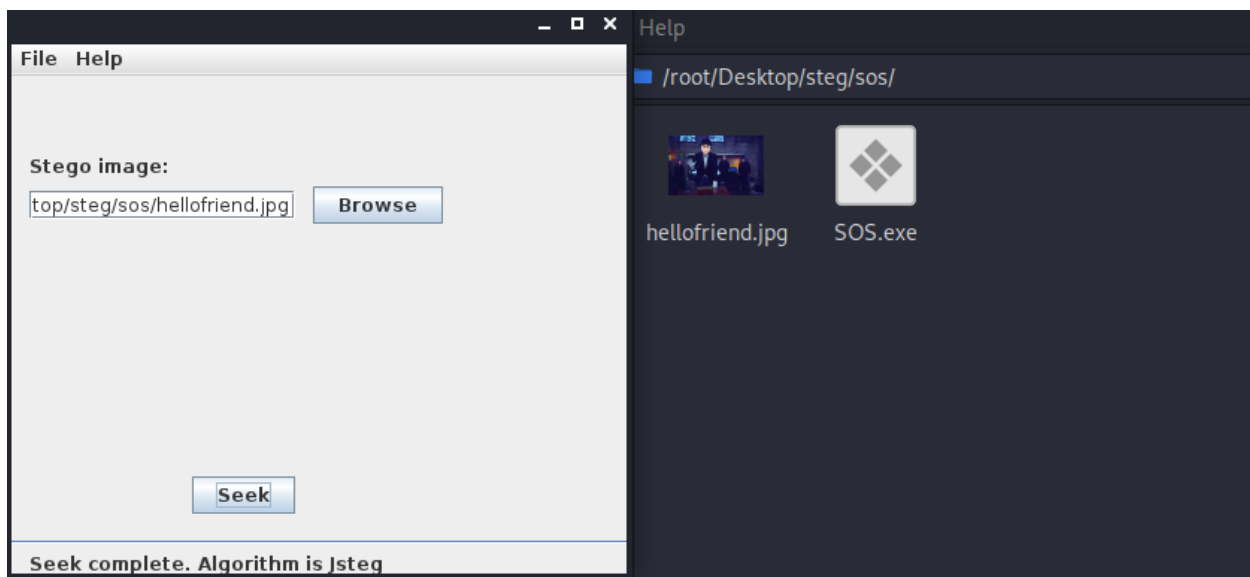 File Help
Stego image:
top/steg/sos/hellofriend.jpg Browse
Seek
Seek complete. Algorithm is Jsteg
Help
/root/Desktop/steg/sos/
hellofriend.jpg SOS.exe